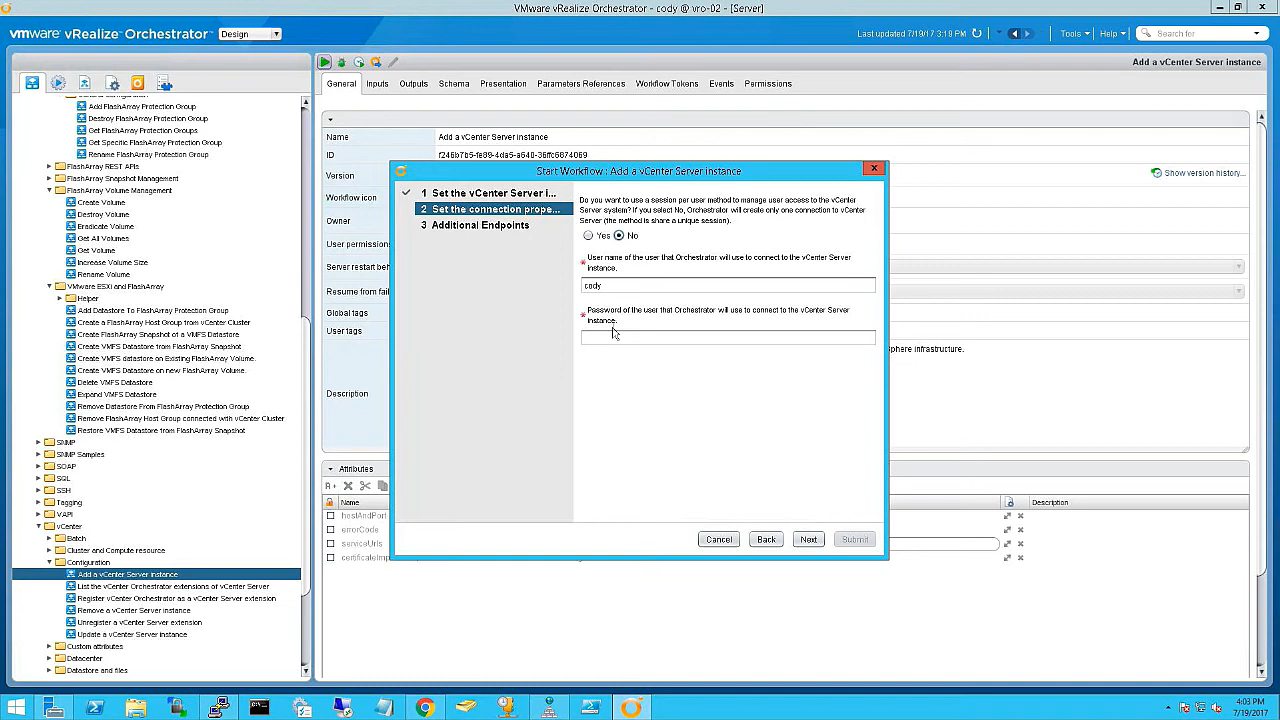 VMware vRealize Orchestrator - cody @ vro-02 - [Server]
vmware vRealize Orchestrator
Design
Last updated 7/19/17 3:19 PM
Tools
Help
Search for
Add a vCenter Server instance
General
Inputs
Outputs
Schema
Presentation
Parameters References
Workflow Tokens
Events
Permissions
Add FlashArray Protection Group
Destroy FlashArray Protection Group
Get FlashArray Protection Groups
Get Specific FlashArray Protection Group
Rename FlashArray Protection Group
FlashArray REST APIs
FlashArray Snapshot Management
FlashArray Volume Management
Create Volume
Destroy Volume
Eradicate Volume
Get All Volumes
Get Volume
Increase Volume Size
Rename Volume
VMware ESXi and FlashArray
Helper
Add Datastore To FlashArray Protection Group
Create a FlashArray Host Group from vCenter Cluster
Create FlashArray Snapshot of a VMFS Datastore
Create VMFS Datastore from FlashArray Snapshot
Create VMFS datastore on Existing FlashArray Volume.
Create VMFS Datastore on new FlashArray Volume.
Delete VMFS Datastore
Expand VMFS Datastore
Remove Datastore From FlashArray Protection Group
Remove FlashArray Host Group connected with vCenter Cluster
Restore VMFS Datastore from FlashArray Snapshot
SNMP
SNMP Samples
SOAP
SQL
SSH
Tagging
VAPI
vCenter
Batch
Cluster and Compute resource
Configuration
Add a vCenter Server instance
List the vCenter Orchestrator extensions of vCenter Server
Register vCenter Orchestrator as a vCenter Server extension
Remove a vCenter Server instance
Unregister a vCenter Server extension
Update a vCenter Server instance
Custom attributes
Datacenter
Datastore and files
Name
Add a vCenter Server instance
ID
Version
Show version history...
Workflow icon
Owner
User permissions
Server restart beh
Resume from fail
Global tags
User tags
Description
Sphere infrastructure.
Start Workflow : Add a vCenter Server instance
1 Set the vCenter Server i...
2 Set the connection prope...
3 Additional Endpoints
Do you want to use a session per user method to manage user access to the vCenter
Server system? If you select No, Orchestrator will create only one connection to vCenter
Server (the method is share a unique session).
Yes
No
User name of the user that Orchestrator will use to connect to the vCenter Server
instance.
cody
Password of the user that Orchestrator will use to connect to the vCenter Server
instance.
Cancel
Back
Next
Submit
Attributes
Name
Description
hostAndPort
errorCode
serviceUrls
4:03 PM
7/19/2017